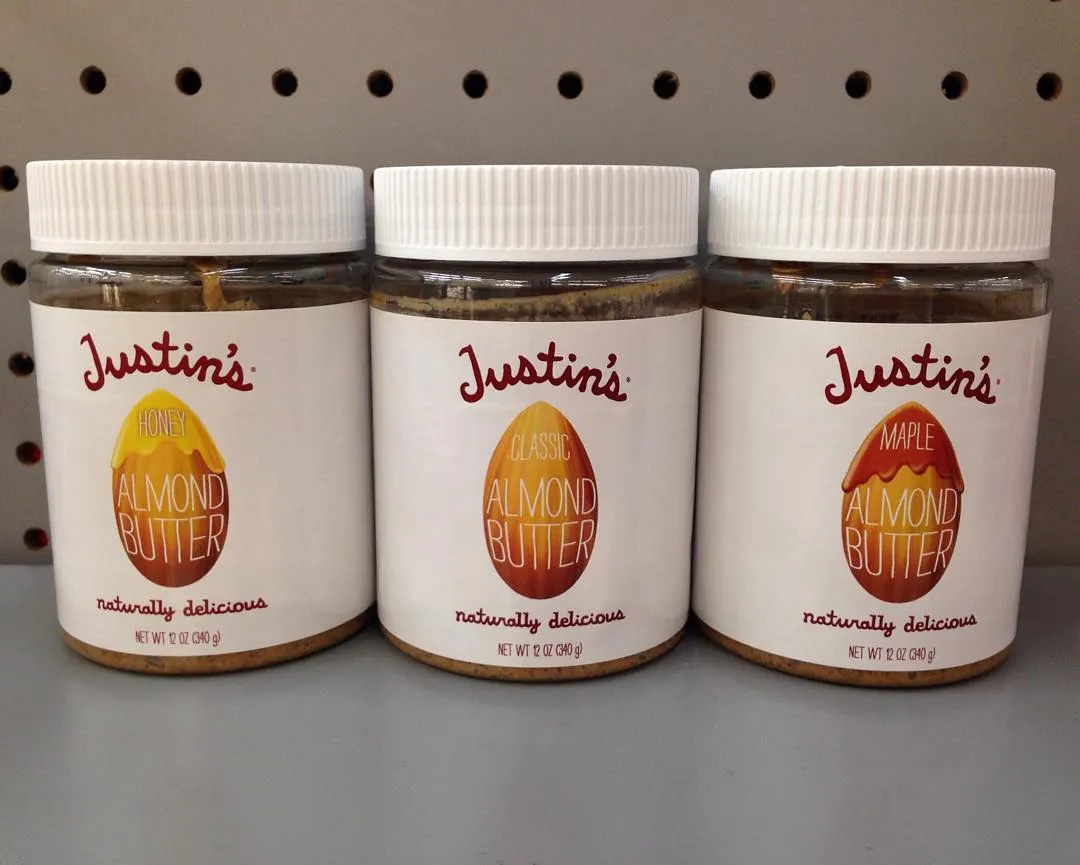 Justin's
HONEY
ALMOND
BUTTER
naturally delicious
NET WT 12 OZ (340 g)
Justin's
CLASSIC
ALMOND
BUTTER
naturally delicious
NET WT 12 OZ (340 g)
Justin's
MAPLE
ALMOND
BUTTER
naturally delicious
NET WT 12 OZ (340 g)